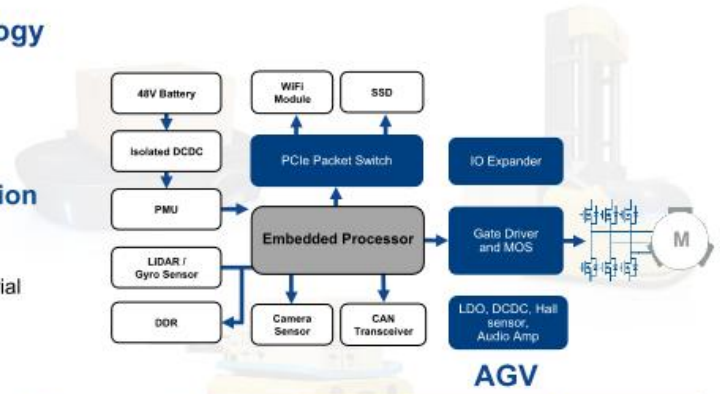 ogy
ion
ial
48V Battery
WiFi
Module
SSD
Isolated DCDC
PCIe Packet Switch
IO Expander
PMU
Embedded Processor
Gate Driver
and MOS
M
LIDAR /
Gyro Sensor
DDR
Camera
Sensor
CAN
Transceiver
LDO, DCDC, Hall
sensor,
Audio Amp
AGV